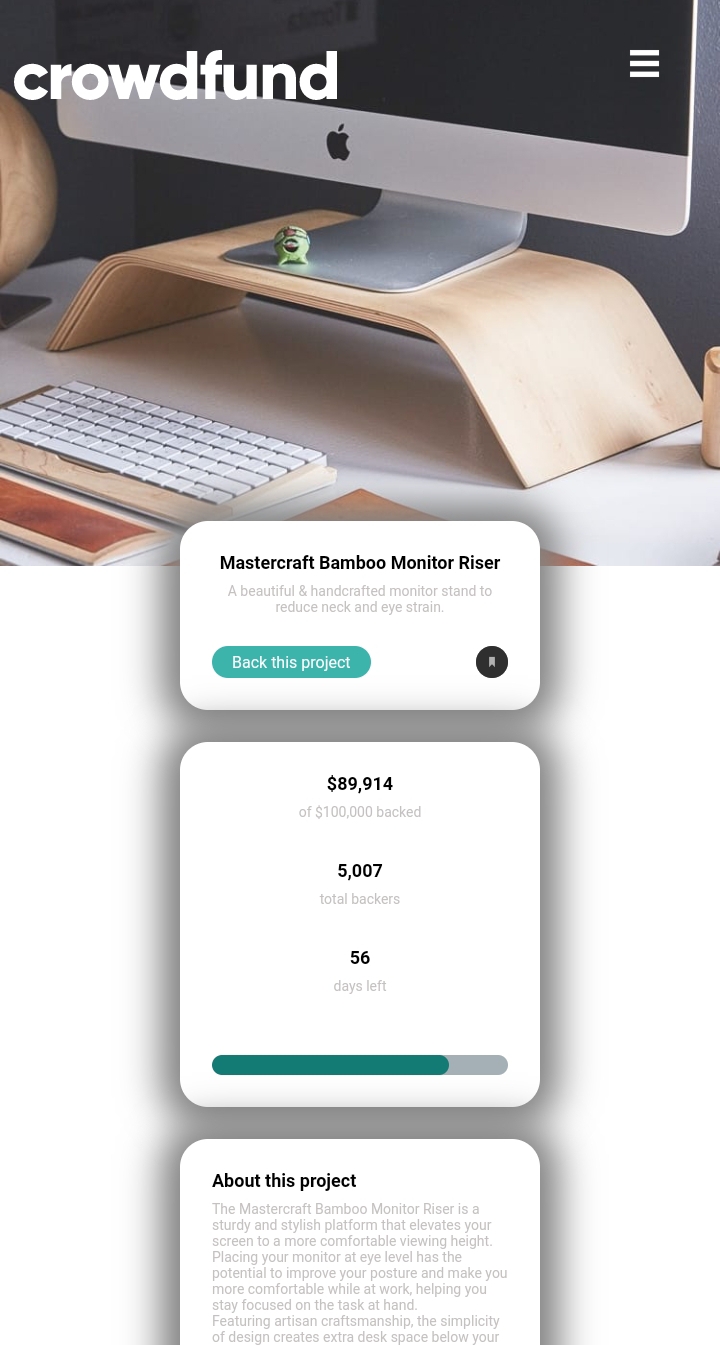 crowdfund
Mastercraft Bamboo Monitor Riser
A beautiful & handcrafted monitor stand to
reduce neck and eye strain.
Back this project
$89,914
of $100,000 backed
5,007
total backers
56
days left
About this project
The Mastercraft Bamboo Monitor Riser is a
sturdy and stylish platform that elevates your
screen to a more comfortable viewing height.
Placing your monitor at eye level has the
potential to improve your posture and make you
more comfortable while at work, helping you
stay focused on the task at hand.
Featuring artisan craftsmanship, the simplicity
of design creates extra desk space below your